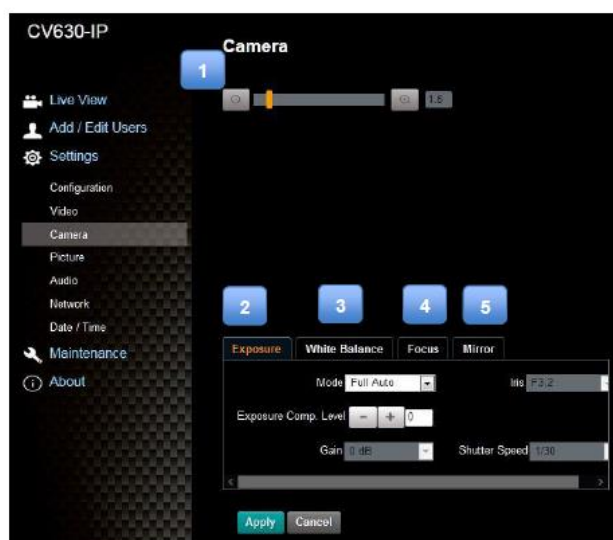 CV630-IP
Camera
1
1.6
Live View
Add / Edit Users
Settings
Configuration
Video
Camera
Picture
Audio
Network
Date / Time
Maintenance
About
2 3 4 5
Exposure White Balance Focus Mirror
Mode Full Auto Iris F3.2
Exposure Comp. Level - + 0
Gain 0 dB Shutter Speed 1/30
Apply Cancel